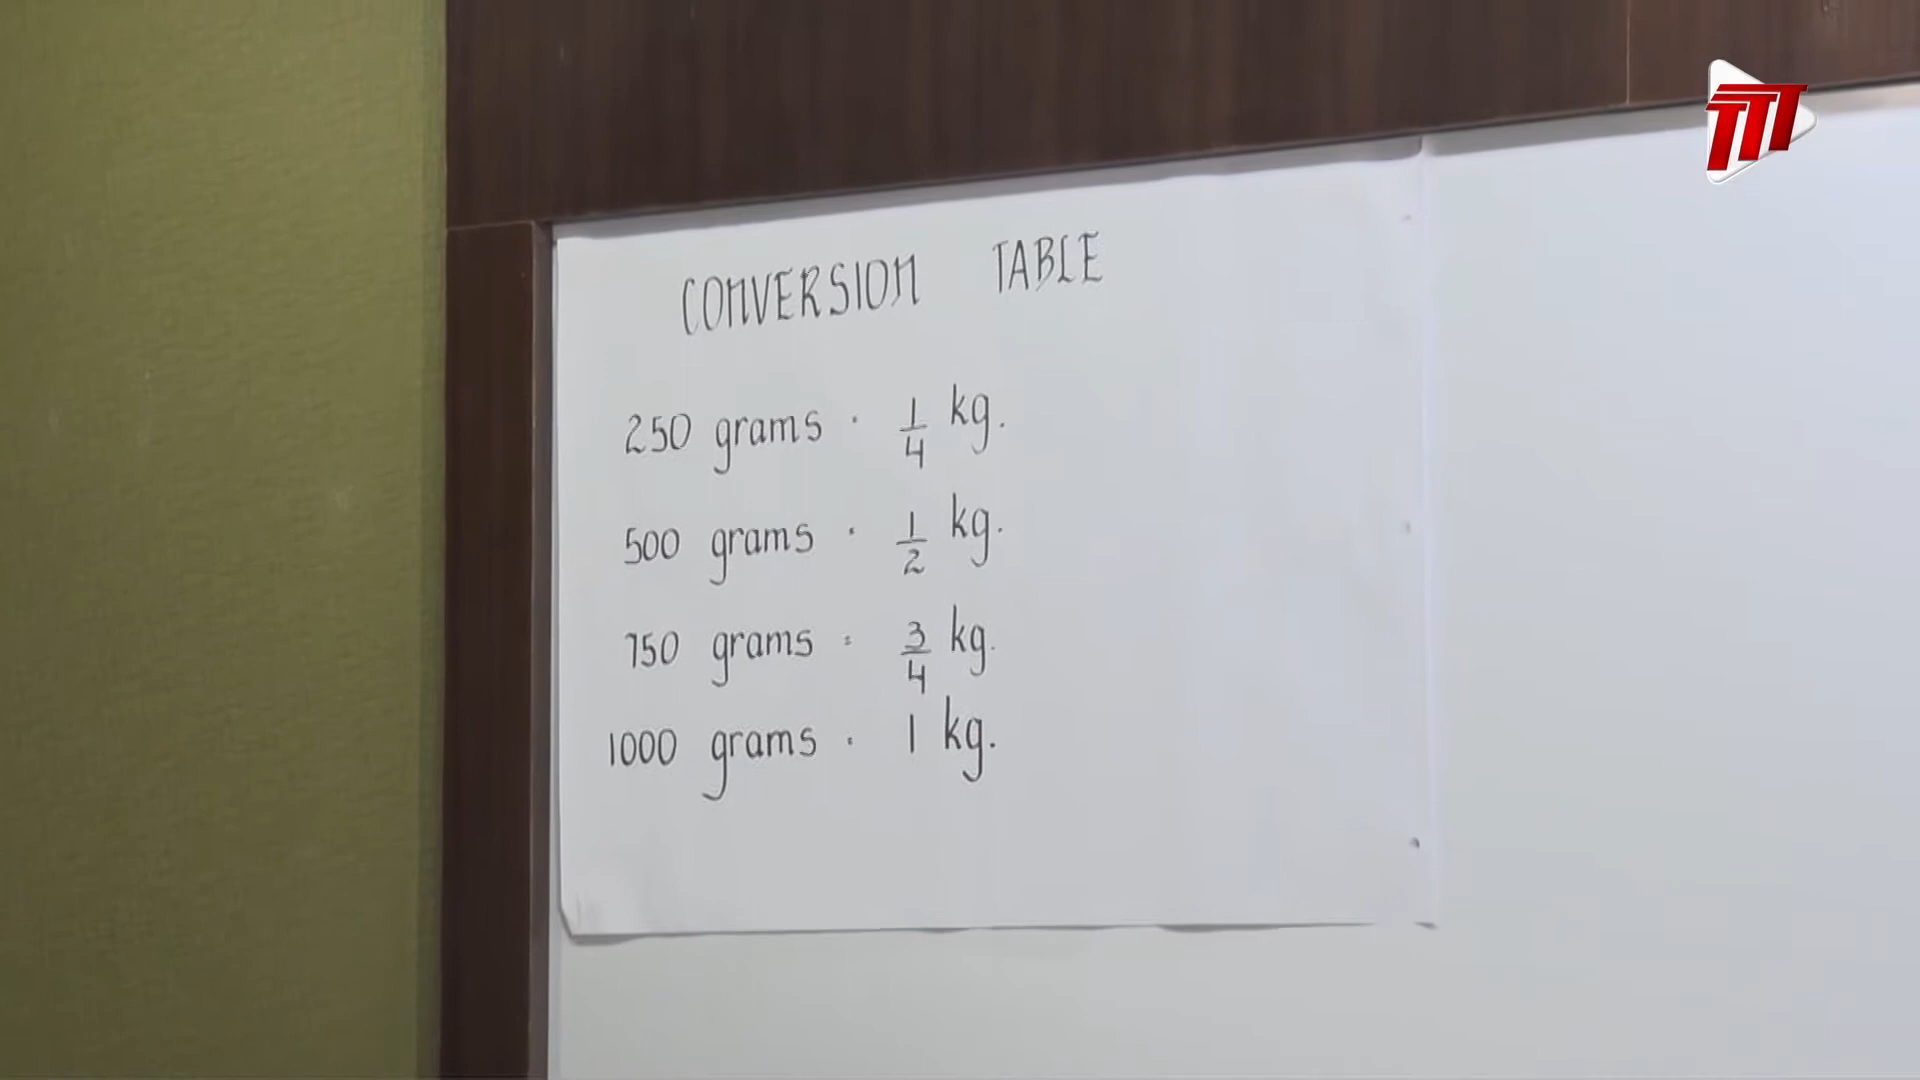 TTT
CONVERSION TABLE
250 grams = 1/4 kg.
500 grams = 1/2 kg.
750 grams = 3/4 kg.
1000 grams = 1 kg.